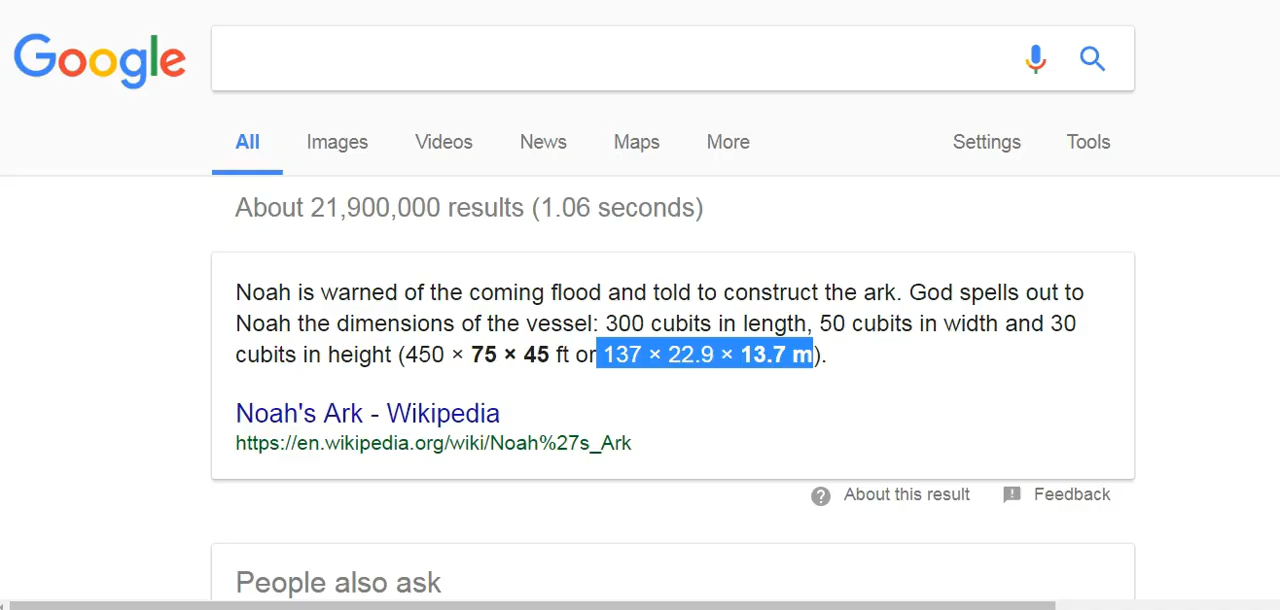 Google
All Images Videos News Maps More Settings Tools
About 21,900,000 results (1.06 seconds)
Noah is warned of the coming flood and told to construct the ark. God spells out to
Noah the dimensions of the vessel: 300 cubits in length, 50 cubits in width and 30
cubits in height (450 × 75 × 45 ft or 137 × 22.9 × 13.7 m).
Noah's Ark - Wikipedia
https://en.wikipedia.org/wiki/Noah%27s_Ark
About this result Feedback
People also ask